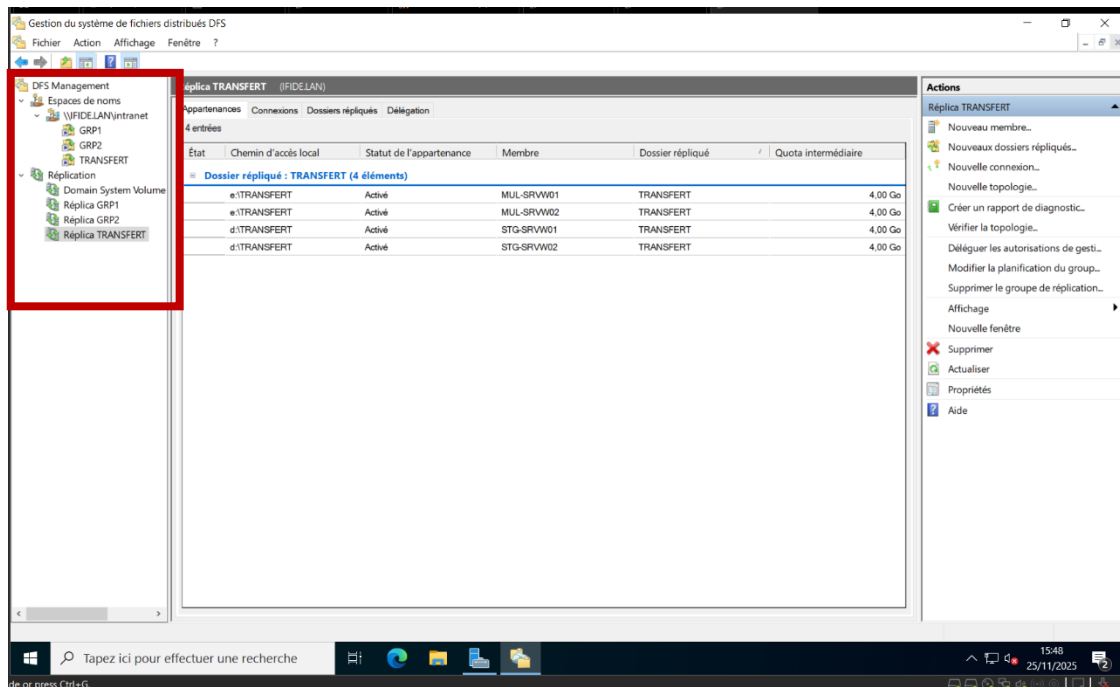 Gestion du système de fichiers distribués DFS
Fichier Action Affichage Fenêtre ?
DFS Management
Espaces de noms
\\IFIDE.LAN\intranet
GRP1
GRP2
TRANSFERT
Réplication
Domain System Volume
Réplica GRP1
Réplica GRP2
Réplica TRANSFERT
éplica TRANSFERT (IFIDE.LAN)
Appartenances Connexions Dossiers répliqués Délégation
4 entrées
État Chemin d'accès local Statut de l'appartenance Membre Dossier répliqué Quota intermédiaire
Dossier répliqué : TRANSFERT (4 éléments)
e:\TRANSFERT Activé MUL-SRVW01 TRANSFERT 4,00 Go
e:\TRANSFERT Activé MUL-SRVW02 TRANSFERT 4,00 Go
d:\TRANSFERT Activé STG-SRVW01 TRANSFERT 4,00 Go
d:\TRANSFERT Activé STG-SRVW02 TRANSFERT 4,00 Go
Actions
Réplica TRANSFERT
Nouveau membre...
Nouveaux dossiers répliqués...
Nouvelle connexion...
Nouvelle topologie...
Créer un rapport de diagnostic...
Vérifier la topologie...
Déléguer les autorisations de gesti...
Modifier la planification du group...
Supprimer le groupe de réplication...
Affichage
Nouvelle fenêtre
Supprimer
Actualiser
Propriétés
Aide
Tapez ici pour effectuer une recherche
15:48
25/11/2025
2
de or press Ctrl+G.